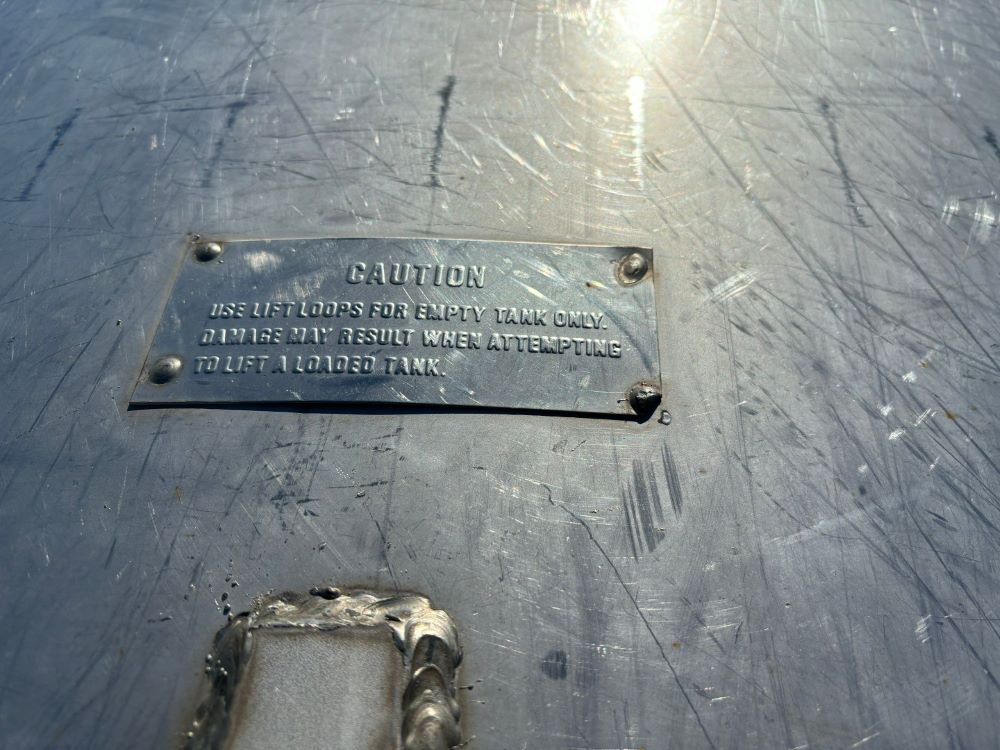 CAUTION
USE LIFT LOOPS FOR EMPTY TANK ONLY.
DAMAGE MAY RESULT WHEN ATTEMPTING
TO LIFT A LOADED TANK.